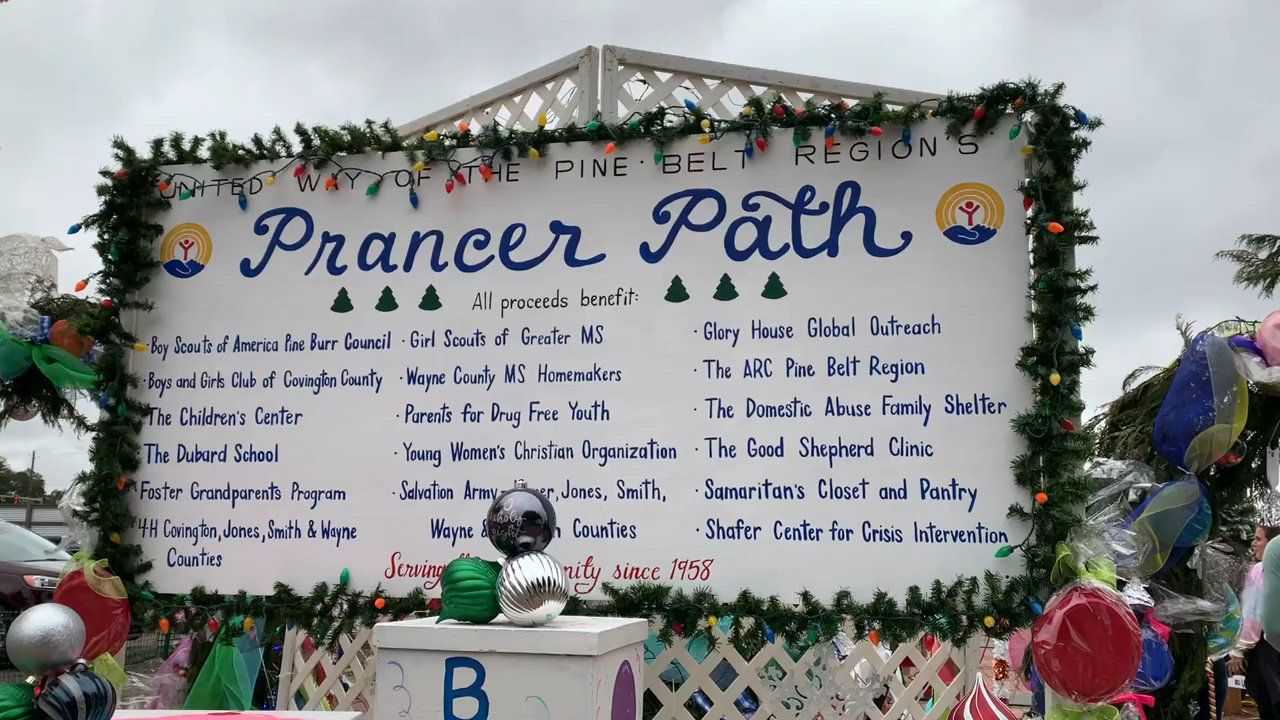 UNITED WAY OF THE PINE·BELT REGION'S
Prancer Path
All proceeds benefit:
· Boy Scouts of America Pine Burr Council
· Boys and Girls Club of Covington County
The Children's Center
The Dubard School
Foster Grandparents Program
4-H Covington, Jones, Smith & Wayne
Counties
· Girl Scouts of Greater MS
· Wayne County MS Homemakers
· Parents for Drug Free Youth
· Young Women's Christian Organization
· Salvation Army Jones, Smith,
Wayne & Counties
· Glory House Global Outreach
· The ARC Pine Belt Region
· The Domestic Abuse Family Shelter
· The Good Shepherd Clinic
· Samaritan's Closet and Pantry
· Shafer Center for Crisis Intervention
Serving since 1958
B